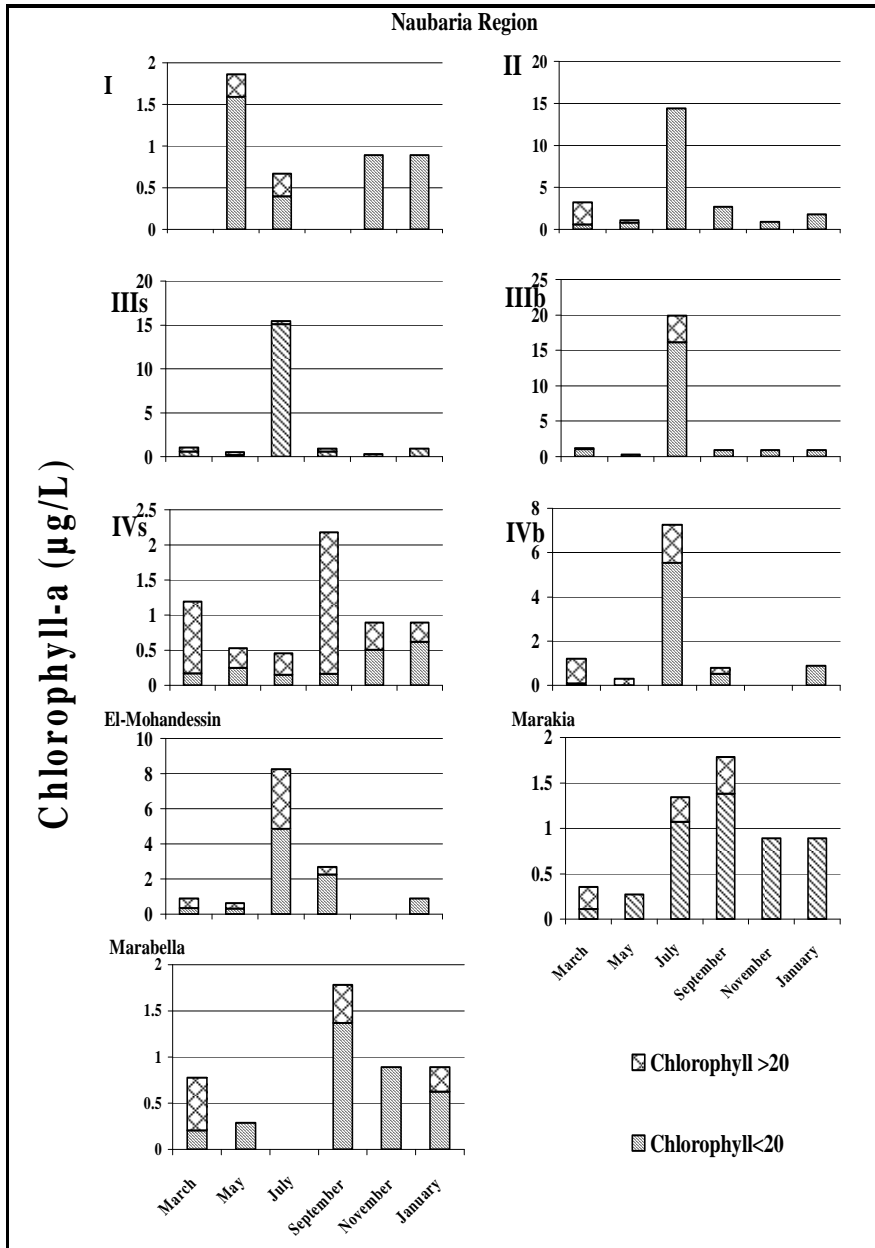 Naubaria Region
Chlorophyll-a (µg/L)
I
2
1.5
1
0.5
0
II
20
15
10
5
0
IIIs
20
15
10
5
0
IIIb
25
20
15
10
5
0
IVs
2.5
2
1.5
1
0.5
0
IVb
8
6
4
2
0
El-Mohandessin
10
8
6
4
2
0
Marakia
2
1.5
1
0.5
0
March
May
July
September
November
January
Marabella
2
1.5
1
0.5
0
March
May
July
September
November
January
Chlorophyll >20
Chlorophyll<20